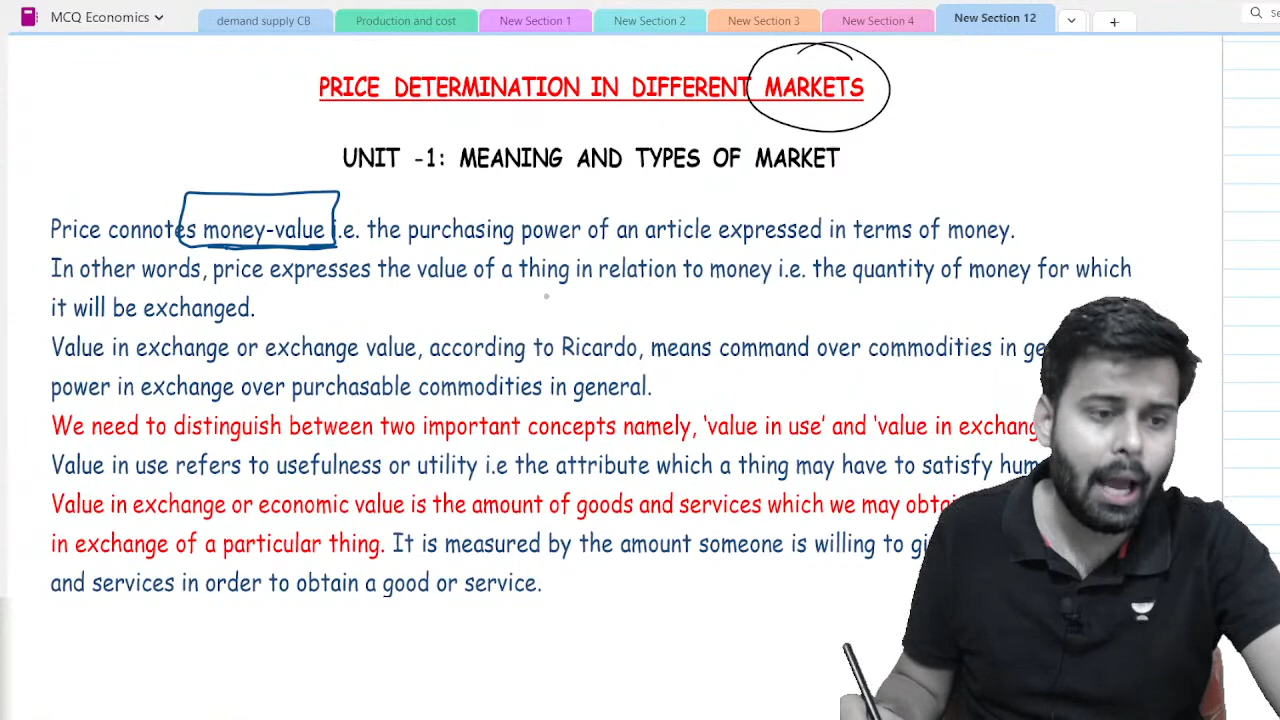 MCQ Economics
demand supply CB
Production and cost
New Section 1
New Section 2
New Section 3
New Section 4
New Section 12
PRICE DETERMINATION IN DIFFERENT MARKETS
UNIT -1: MEANING AND TYPES OF MARKET
Price connotes money-value i.e. the purchasing power of an article expressed in terms of money.
In other words, price expresses the value of a thing in relation to money i.e. the quantity of money for which
it will be exchanged.
Value in exchange or exchange value, according to Ricardo, means command over commodities in
power in exchange over purchasable commodities in general.
We need to distinguish between two important concepts namely, ‘value in use’ and ‘value in
Value in use refers to usefulness or utility i.e the attribute which a thing may have to satisfy
Value in exchange or economic value is the amount of goods and services which we may
in exchange of a particular thing. It is measured by the amount someone is willing to
and services in order to obtain a good or service.